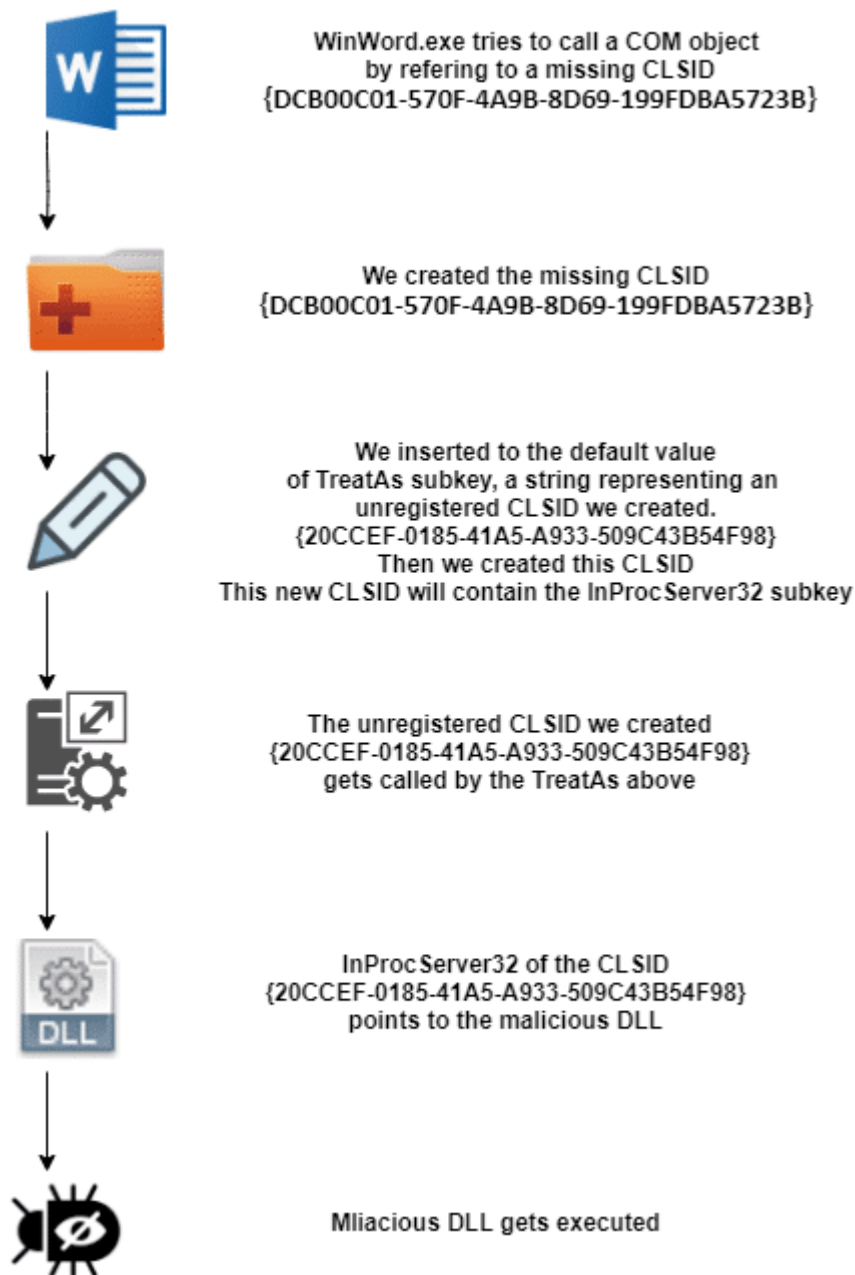 W
WinWord.exe tries to call a COM object
by refering to a missing CLSID
{DCB00C01-570F-4A9B-8D69-199FDBA5723B}
We created the missing CLSID
{DCB00C01-570F-4A9B-8D69-199FDBA5723B}
We inserted to the default value
of TreatAs subkey, a string representing an
unregistered CLSID we created.
{20CCEF-0185-41A5-A933-509C43B54F98}
Then we created this CLSID
This new CLSID will contain the InProcServer32 subkey
The unregistered CLSID we created
{20CCEF-0185-41A5-A933-509C43B54F98}
gets called by the TreatAs above
InProcServer32 of the CLSID
{20CCEF-0185-41A5-A933-509C43B54F98}
points to the malicious DLL
DLL
Mliacious DLL gets executed